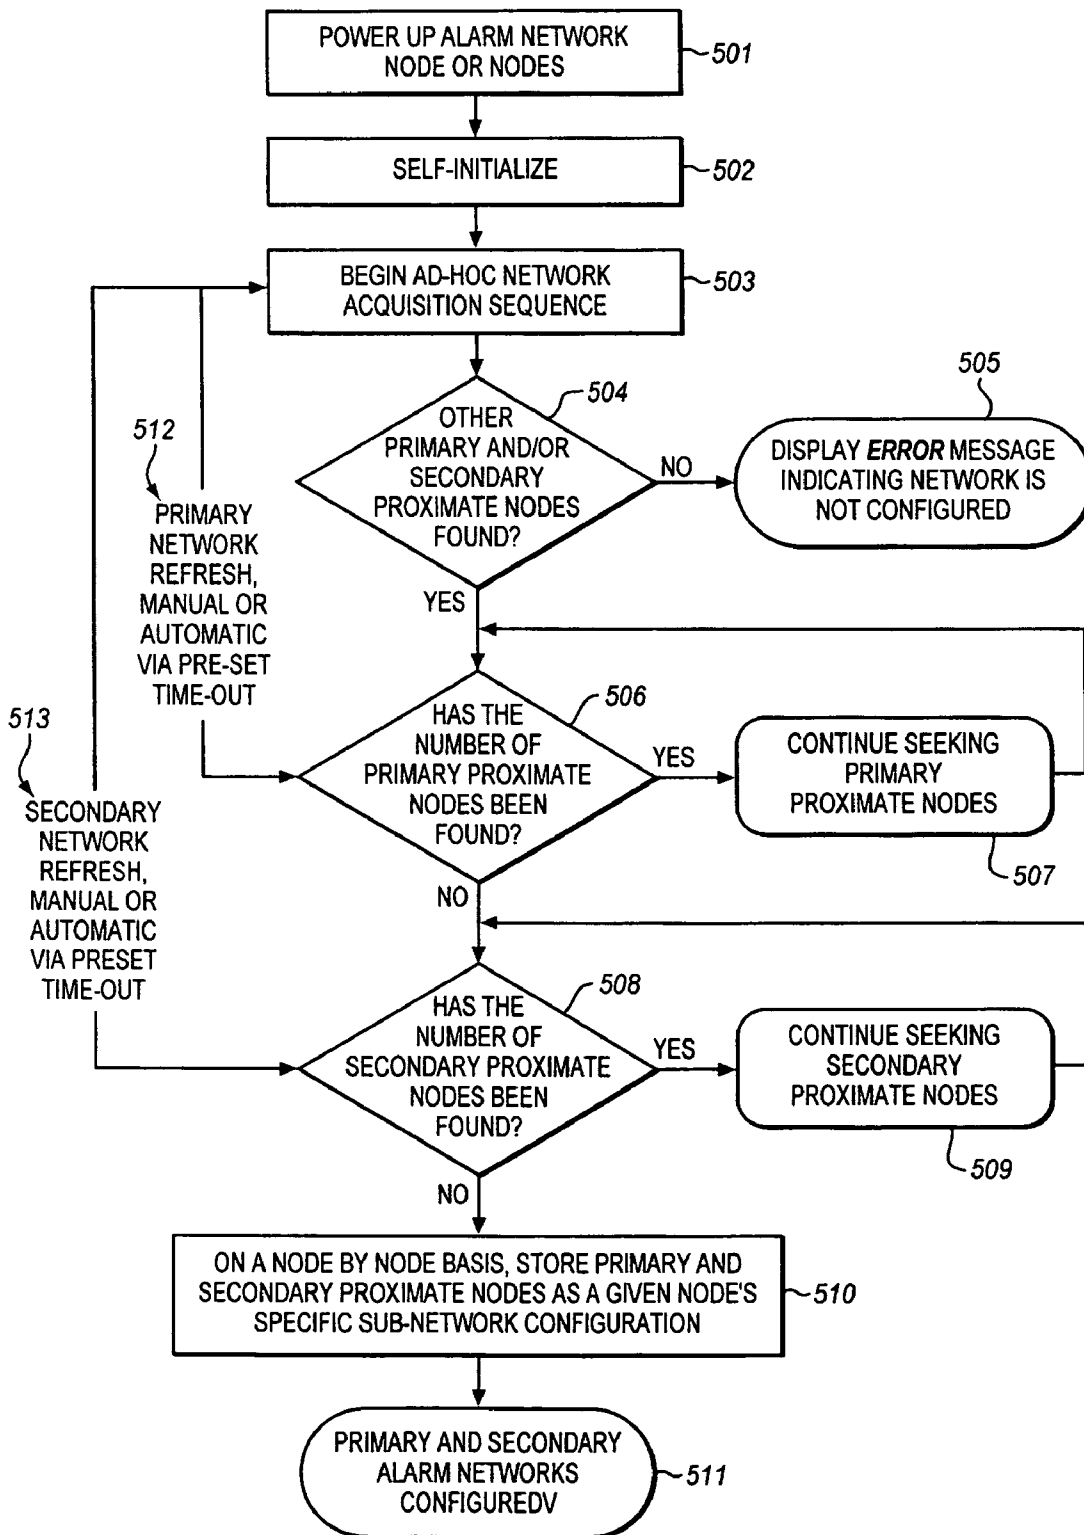 POWER UP ALARM NETWORK
NODE OR NODES
501
SELF-INITIALIZE
502
BEGIN AD-HOC NETWORK
ACQUISITION SEQUENCE
503
OTHER
PRIMARY AND/OR
SECONDARY
PROXIMATE NODES
FOUND?
504
NO
505
DISPLAY ERROR MESSAGE
INDICATING NETWORK IS
NOT CONFIGURED
YES
512
PRIMARY
NETWORK
REFRESH,
MANUAL OR
AUTOMATIC
VIA PRE-SET
TIME-OUT
HAS THE
NUMBER OF
PRIMARY PROXIMATE
NODES BEEN
FOUND?
506
YES
CONTINUE SEEKING
PRIMARY
PROXIMATE NODES
507
NO
513
SECONDARY
NETWORK
REFRESH,
MANUAL OR
AUTOMATIC
VIA PRESET
TIME-OUT
HAS THE
NUMBER OF
SECONDARY PROXIMATE
NODES BEEN
FOUND?
508
YES
CONTINUE SEEKING
SECONDARY
PROXIMATE NODES
509
NO
ON A NODE BY NODE BASIS, STORE PRIMARY AND
SECONDARY PROXIMATE NODES AS A GIVEN NODE'S
SPECIFIC SUB-NETWORK CONFIGURATION
510
PRIMARY AND SECONDARY
ALARM NETWORKS
CONFIGUREDV
511